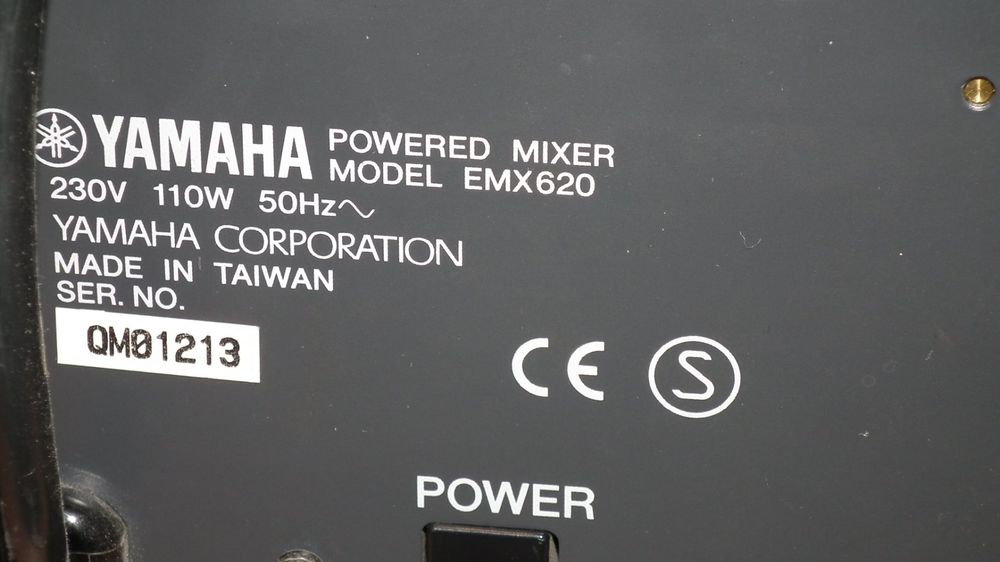 YAMAHA POWERED MIXER
MODEL EMX620
230V 110W 50Hz～
YAMAHA CORPORATION
MADE IN TAIWAN
SER. NO.
QM01213
CE S
POWER